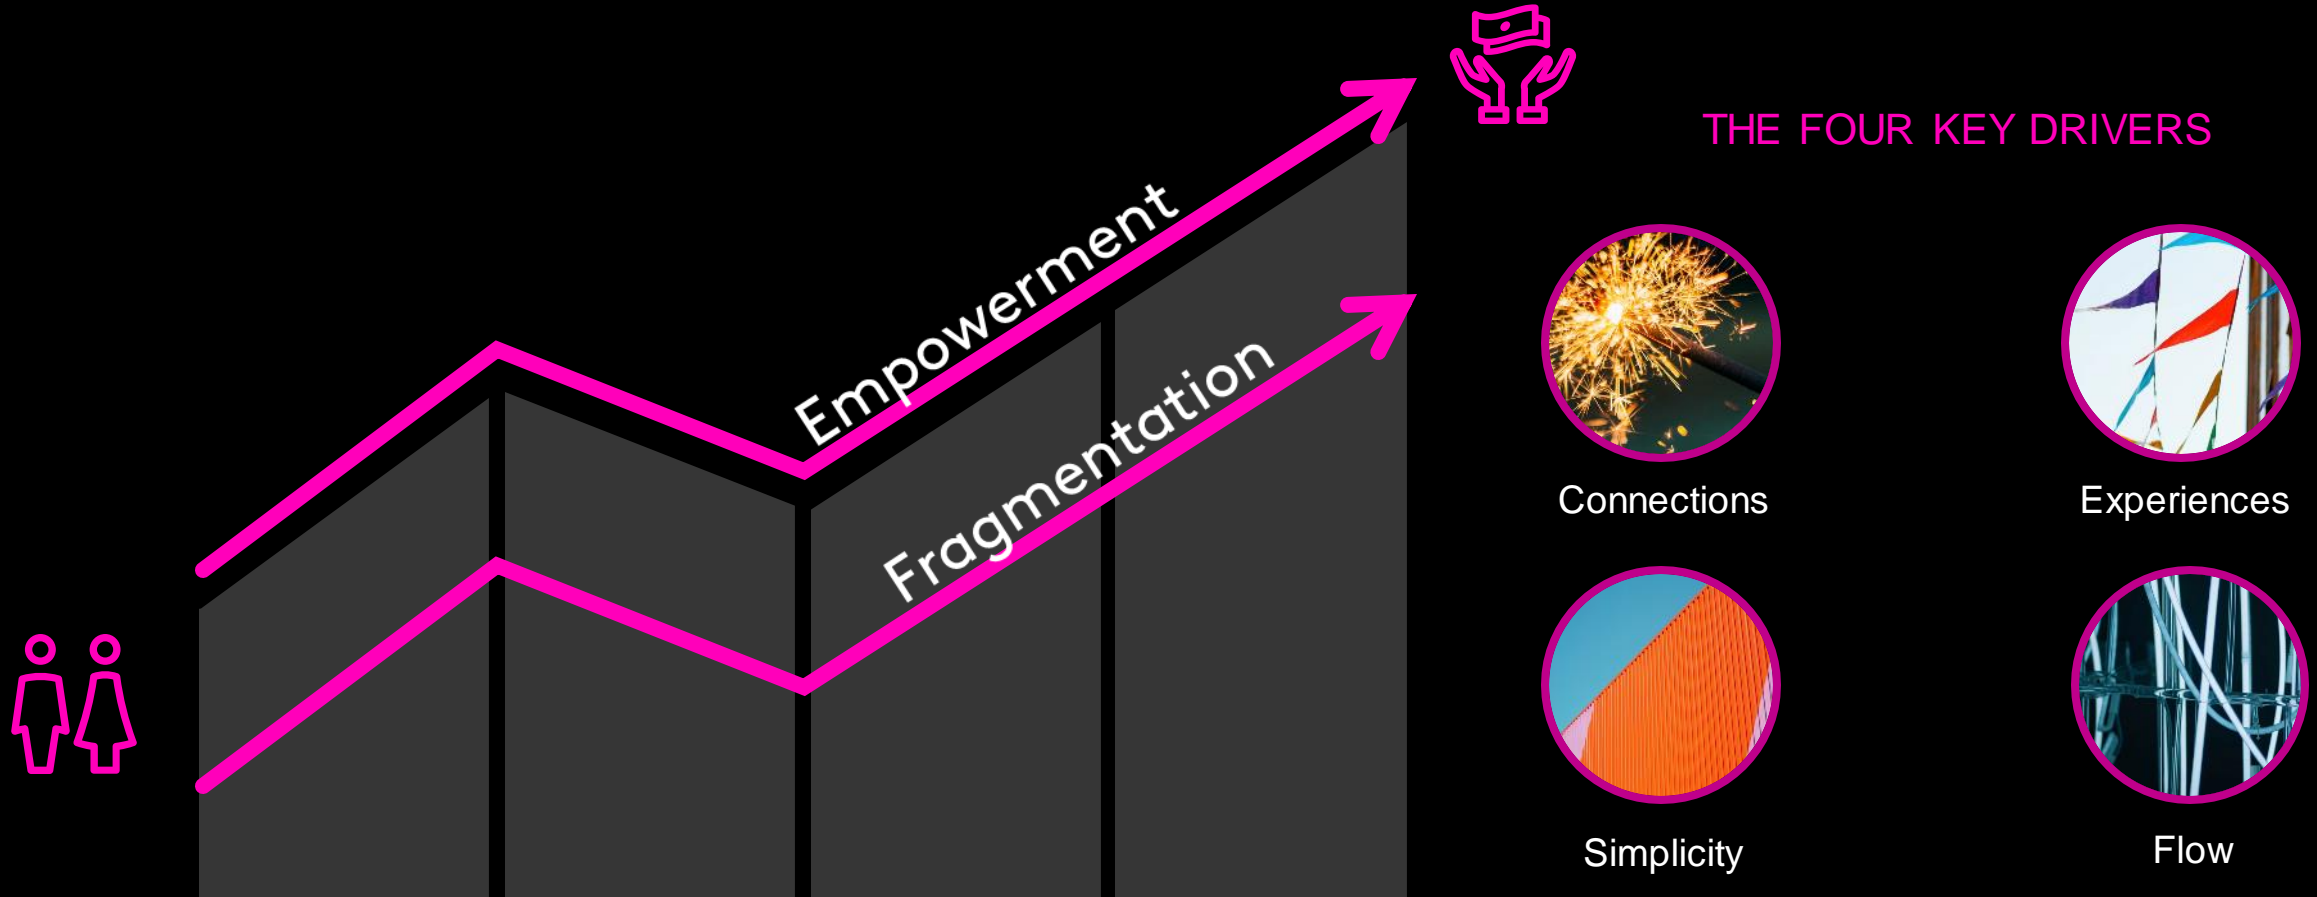 Empowerment
Fragmentation
THE FOUR KEY DRIVERS
Connections
Experiences
Simplicity
Flow